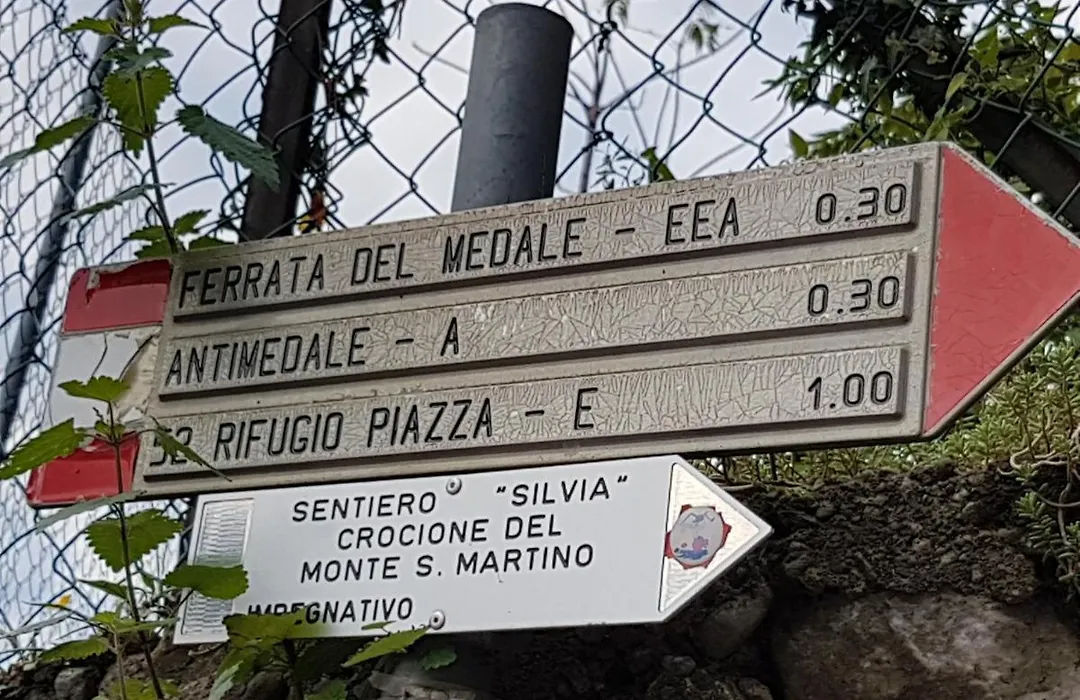 FERRATA DEL MEDALE - EEA 0.30
ANTIMEDALE - A 0.30
52 RIFUGIO PIAZZA - E 1.00
SENTIERO "SILVIA"
CROCIONE DEL
MONTE S. MARTINO
IMPEGNATIVO